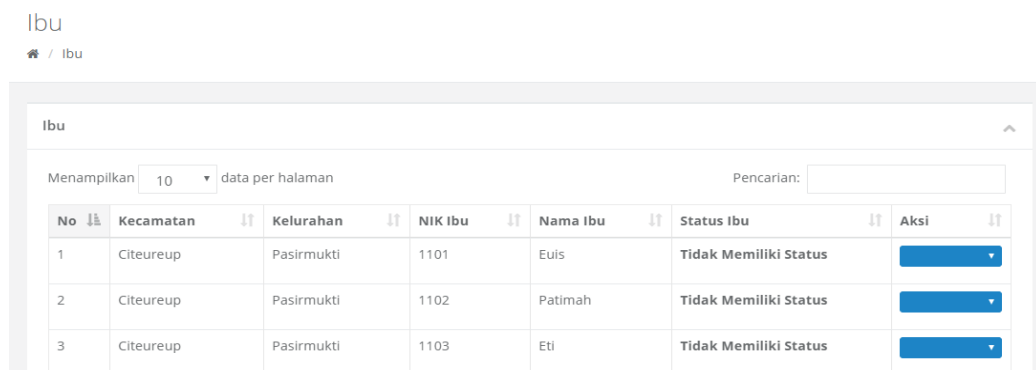 Ibu
/ Ibu
Ibu
Menampilkan 10 data per halaman Pencarian:
No Kecamatan Kelurahan NIK Ibu Nama Ibu Status Ibu Aksi
1 Citeureup Pasirmukti 1101 Euis Tidak Memiliki Status
2 Citeureup Pasirmukti 1102 Patimah Tidak Memiliki Status
3 Citeureup Pasirmukti 1103 Eti Tidak Memiliki Status